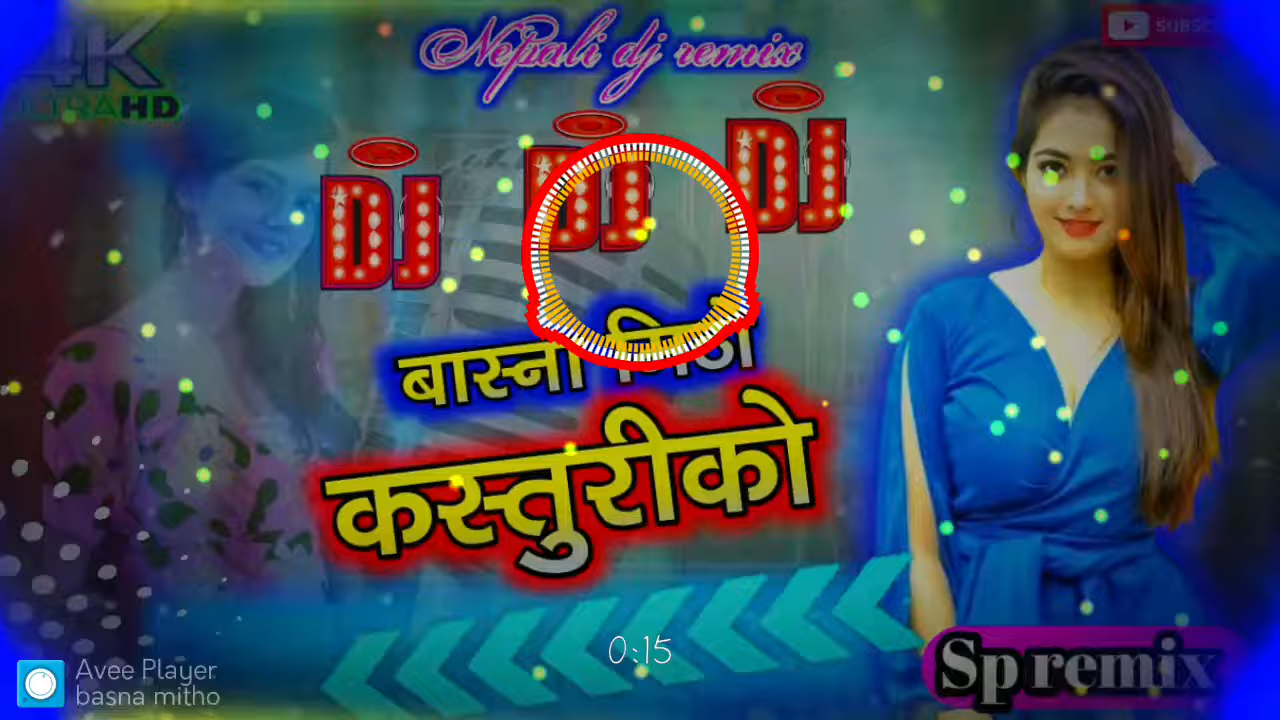 Nepali dj remix
4K
ULTRAHD
DJ
DJ
DJ
बास्ना
कस्तुरीको
0:15
Avee Player
basna mitho
Sp remix